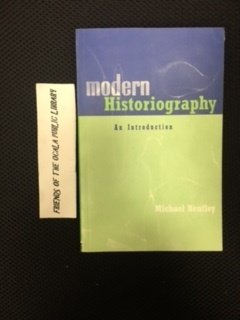 FRIENDS OF THE OCALA PUBLIC LIBRARY
modern
Historiography
An Introduction
Michael Bentley